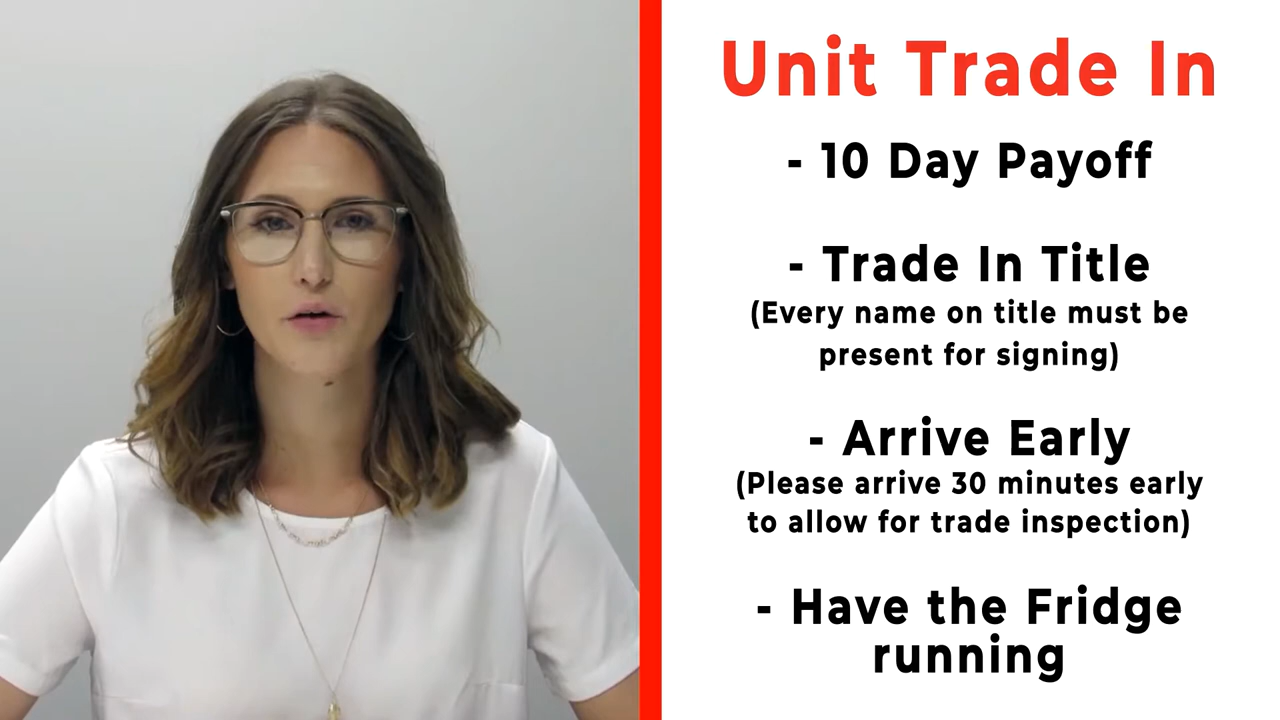 Unit Trade In
- 10 Day Payoff
- Trade In Title
(Every name on title must be
present for signing)
- Arrive Early
(Please arrive 30 minutes early
to allow for trade inspection)
- Have the Fridge
running